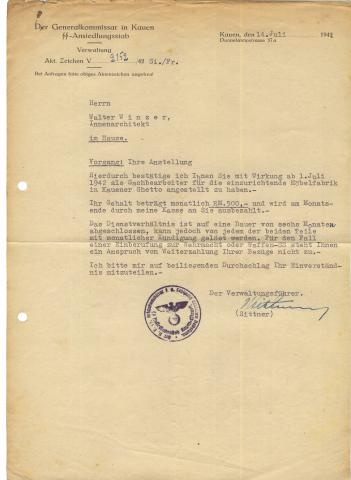 Der Generalkommissar in Kauen
SS-Ansiedlungsstab
Verwaltung
Akt. Zeichen V. 3152 /49 Si./Pr.
Bei Anfragen bitte obiges Aktenzeichen angeben!
Kauen, den 14. Juli 1942
37a
Herrn
Walter Winzer,
Innenarchitekt
im Hause.
Vorgang: Ihre Anstellung
Hierdurch bestätige ich Ihnen Sie mit Wirkung ab 1.Juli
1942 als Sachbearbeiter für die einzurichtende Möbelfabrik
im Kauener Ghetto angestellt zu haben.-
Ihr Gehalt beträgt monatlich RM.500,- und wird am Monats-
ende durch meine Kasse an Sie ausbezahlt.-
Das Dienstverhältnis ist auf eine Dauer von sechs Monaten
abgeschlossen, kann jedoch von jedem der beiden Teile
mit monatlicher Kündigung gelöst werden. Für den Fall
einer Einberufung zur Wehrmacht oder Waffen-SS steht Ihnen
ein Anspruch von Weiterzahlung Ihrer Bezüge nicht zu.-
Ich bitte mir auf beiliegendem Durchschlag Ihr Einverständ-
nis mitzuteilen.-
Der Verwaltungsführer.
(Sittner)